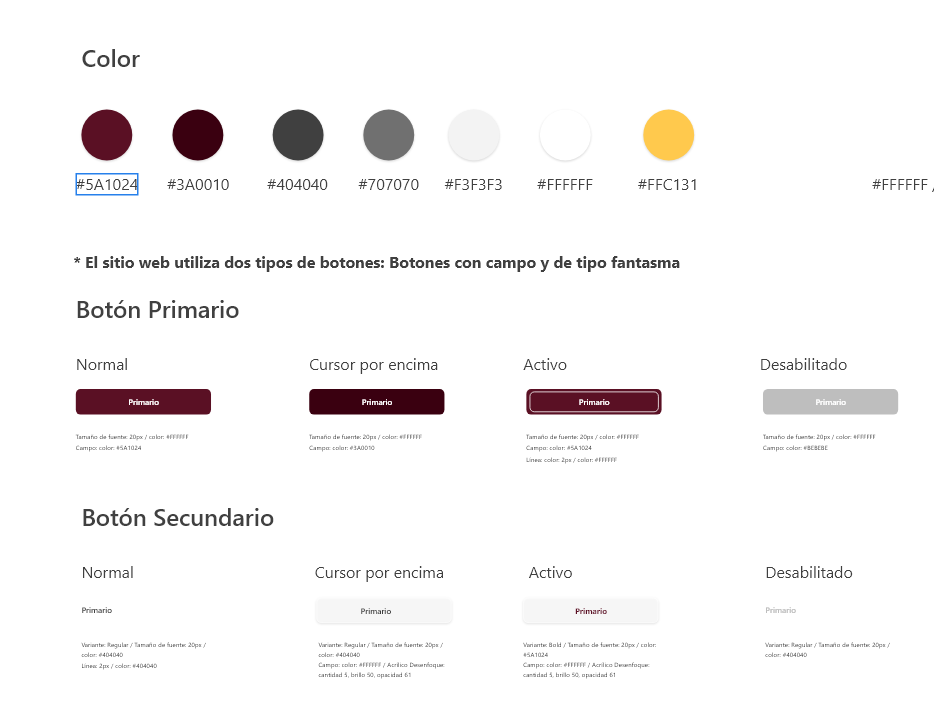 Color
#5A1024 #3A0010 #404040 #707070 #F3F3F3 #FFFFFF #FFC131 #FFFFFF /
* El sitio web utiliza dos tipos de botones: Botones con campo y de tipo fantasma
Botón Primario
Normal Cursor por encima Activo Desabilitado
Primario Primario Primario Primario
Tamaño de fuente: 20px / color: #FFFFFF Tamaño de fuente: 20px / color: #FFFFFF Tamaño de fuente: 20px / color: #FFFFFF Tamaño de fuente: 20px / color: #FFFFFF
Campo: color: #5A1024 Campo: color: #3A0010 Campo: color: #5A1024 Campo: color: #BEBEBE
Línea: color: 2px / color: #FFFFFF
Botón Secundario
Normal Cursor por encima Activo Desabilitado
Primario Primario Primario Primario
Variante: Regular / Tamaño de fuente: 20px / Variante: Regular / Tamaño de fuente: 20px / Variante: Bold / Tamaño de fuente: 20px / color: Variante: Regular / Tamaño de fuente: 20px /
color: #404040 color: #404040 #5A1024 color: #404040
Línea: 2px / color: #404040 Campo: color: #FFFFFF / Acrílico Desenfoque: Campo: color: #FFFFFF / Acrílico Desenfoque:
cantidad 5, brillo 50, opacidad 61 cantidad 5, brillo 50, opacidad 61